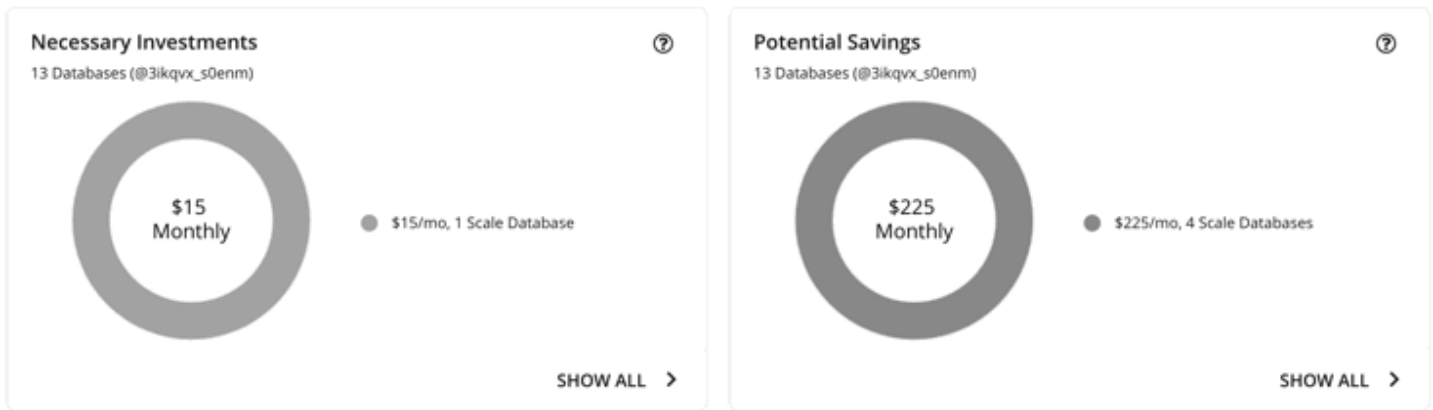 Necessary Investments
13 Databases (@3ikqvx_s0enm)
$15
Monthly
$15/mo, 1 Scale Database
SHOW ALL
Potential Savings
13 Databases (@3ikqvx_s0enm)
$225
Monthly
$225/mo, 4 Scale Databases
SHOW ALL